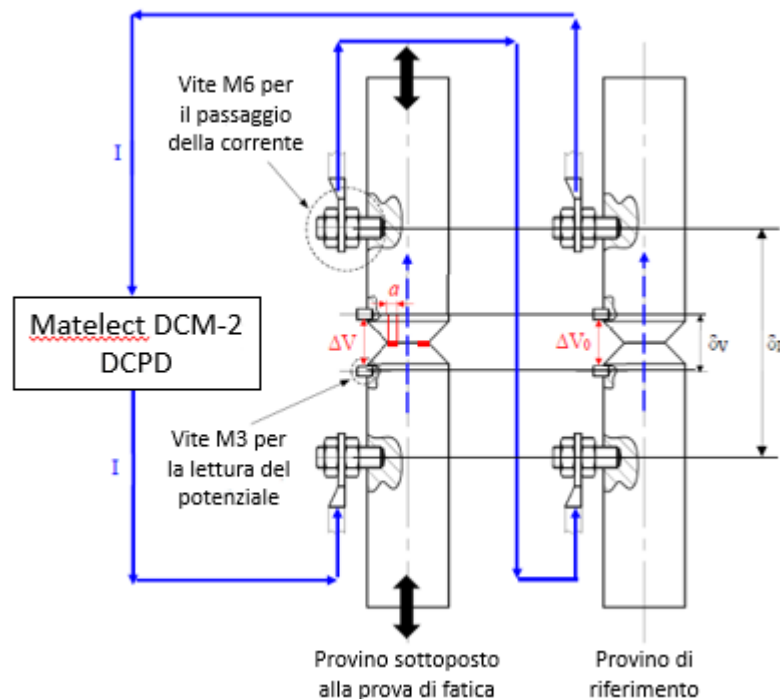 Vite M6 per
il passaggio
della corrente
I
Matelect DCM-2
DCPD
a
ΔV
ΔV₀
δV
Vite M3 per
la lettura del
potenziale
I
Provino sottoposto
alla prova di fatica
Provino di
riferimento